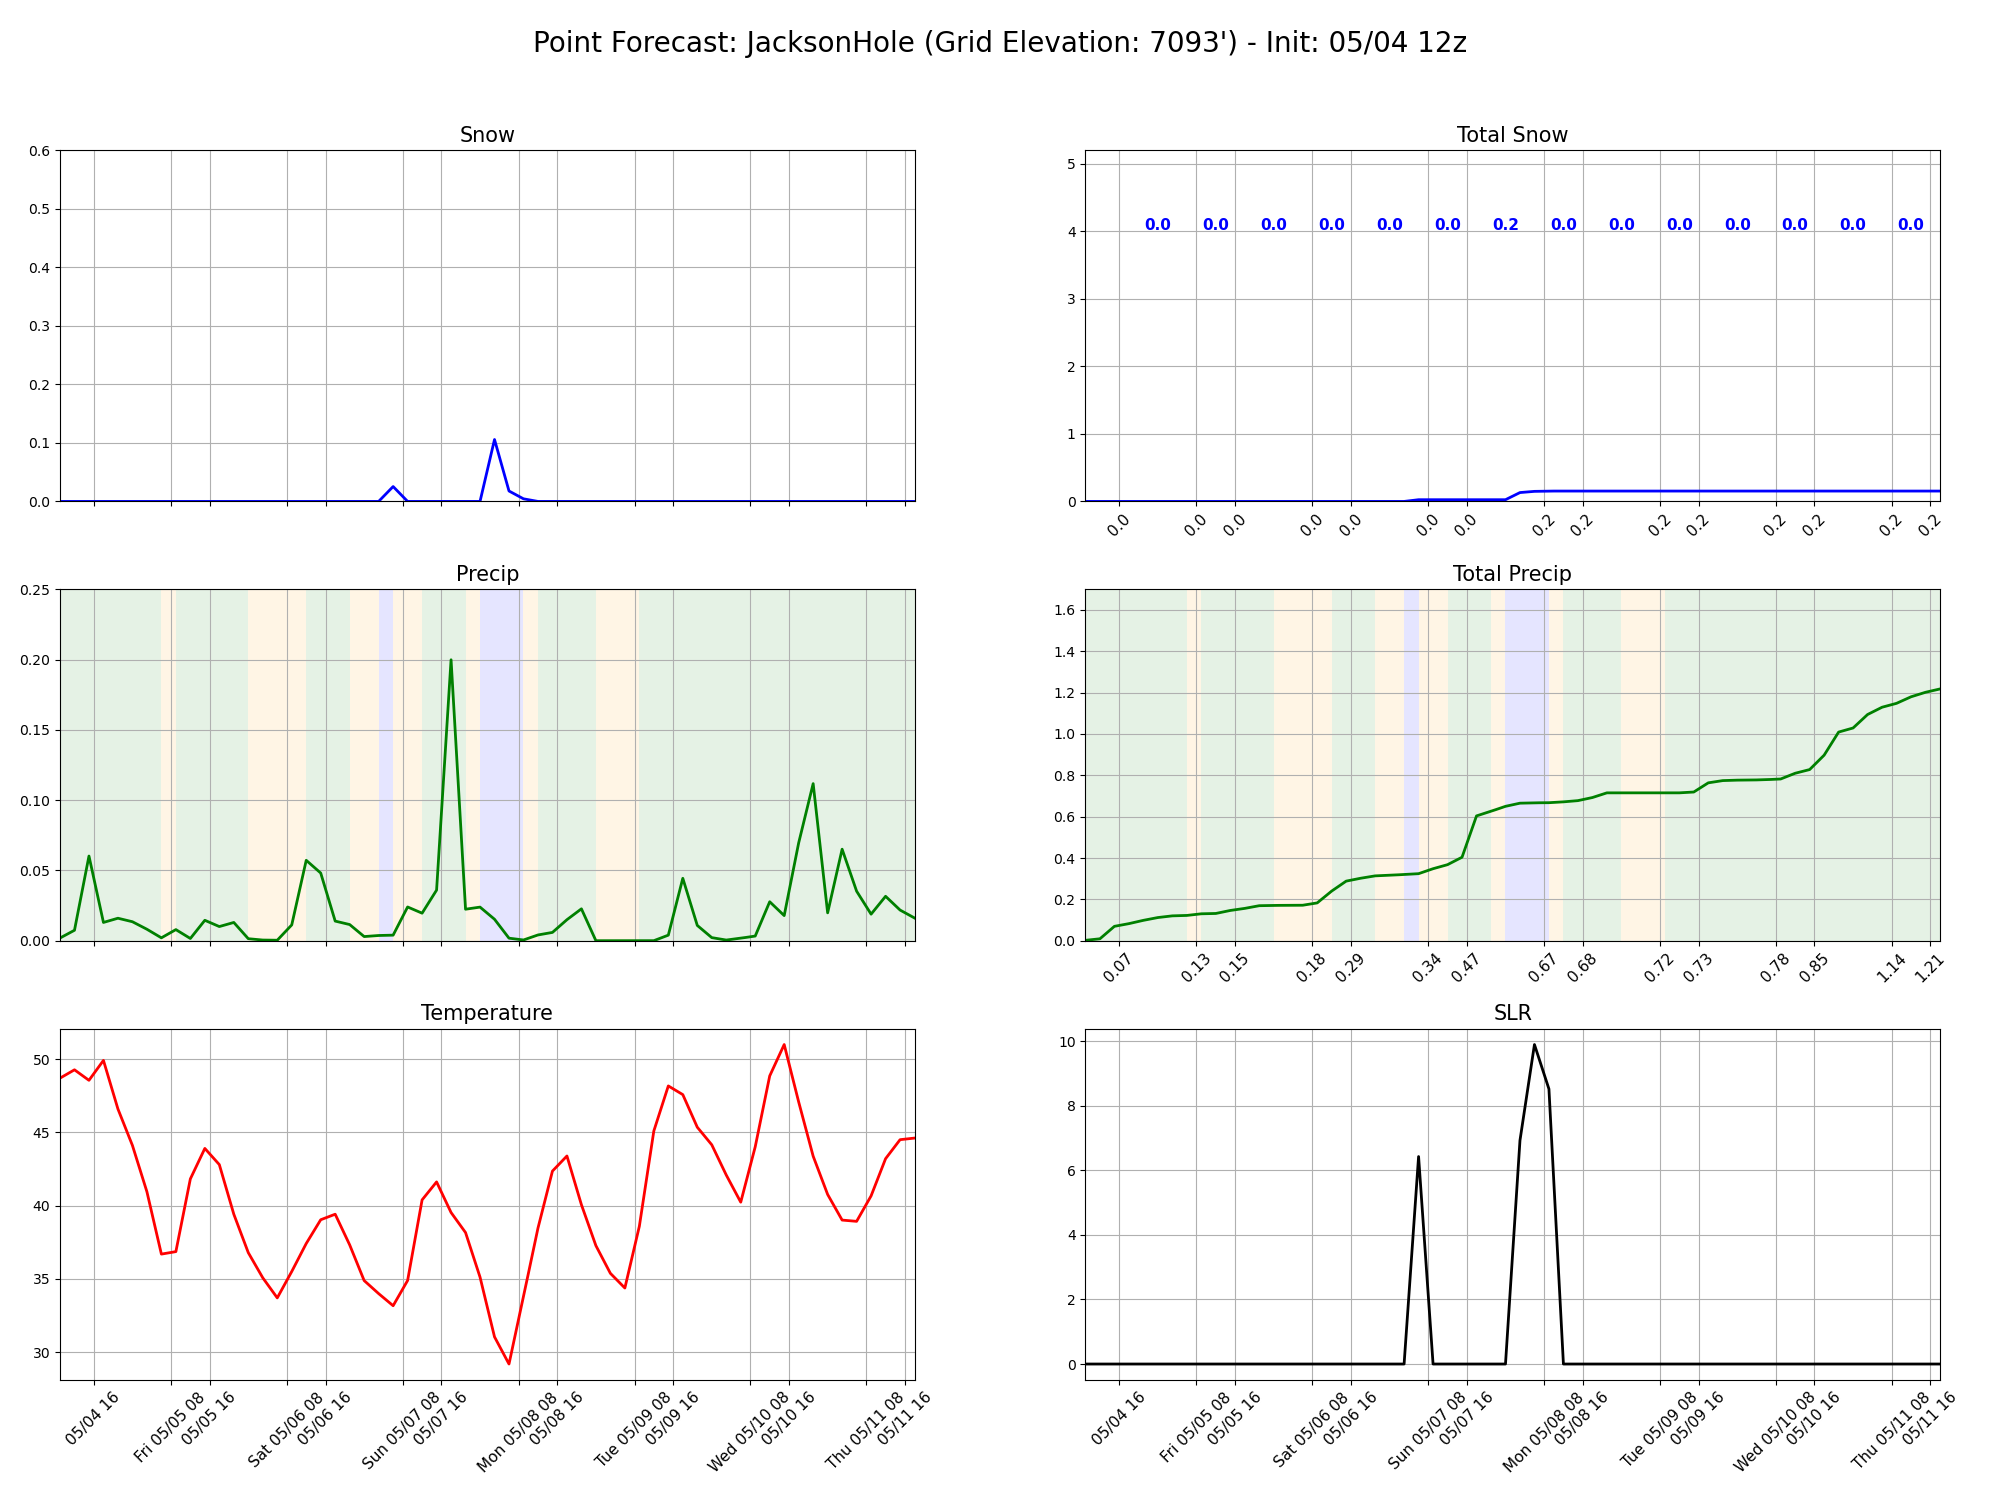 Point Forecast: JacksonHole (Grid Elevation: 7093') - Init: 05/04 12z
Snow
0.6
0.5
0.4
0.3
0.2
0.1
0.0
Total Snow
5
4
3
2
1
0
0.0 0.0 0.0 0.0 0.0 0.0 0.2 0.0 0.0 0.0 0.0 0.0 0.0 0.0
0.0 0.0 0.0 0.0 0.0 0.0 0.0 0.2 0.2 0.2 0.2 0.2 0.2 0.2 0.2
Precip
0.25
0.20
0.15
0.10
0.05
0.00
Total Precip
1.6
1.4
1.2
1.0
0.8
0.6
0.4
0.2
0.0
0.07 0.13 0.15 0.18 0.29 0.34 0.47 0.67 0.68 0.72 0.73 0.78 0.85 1.14 1.21
Temperature
50
45
40
35
30
05/04 16
Fri 05/05 08
05/05 16
Sat 05/06 08
05/06 16
Sun 05/07 08
05/07 16
Mon 05/08 08
05/08 16
Tue 05/09 08
05/09 16
Wed 05/10 08
05/10 16
Thu 05/11 08
05/11 16
SLR
10
8
6
4
2
0
05/04 16
Fri 05/05 08
05/05 16
Sat 05/06 08
05/06 16
Sun 05/07 08
05/07 16
Mon 05/08 08
05/08 16
Tue 05/09 08
05/09 16
Wed 05/10 08
05/10 16
Thu 05/11 08
05/11 16